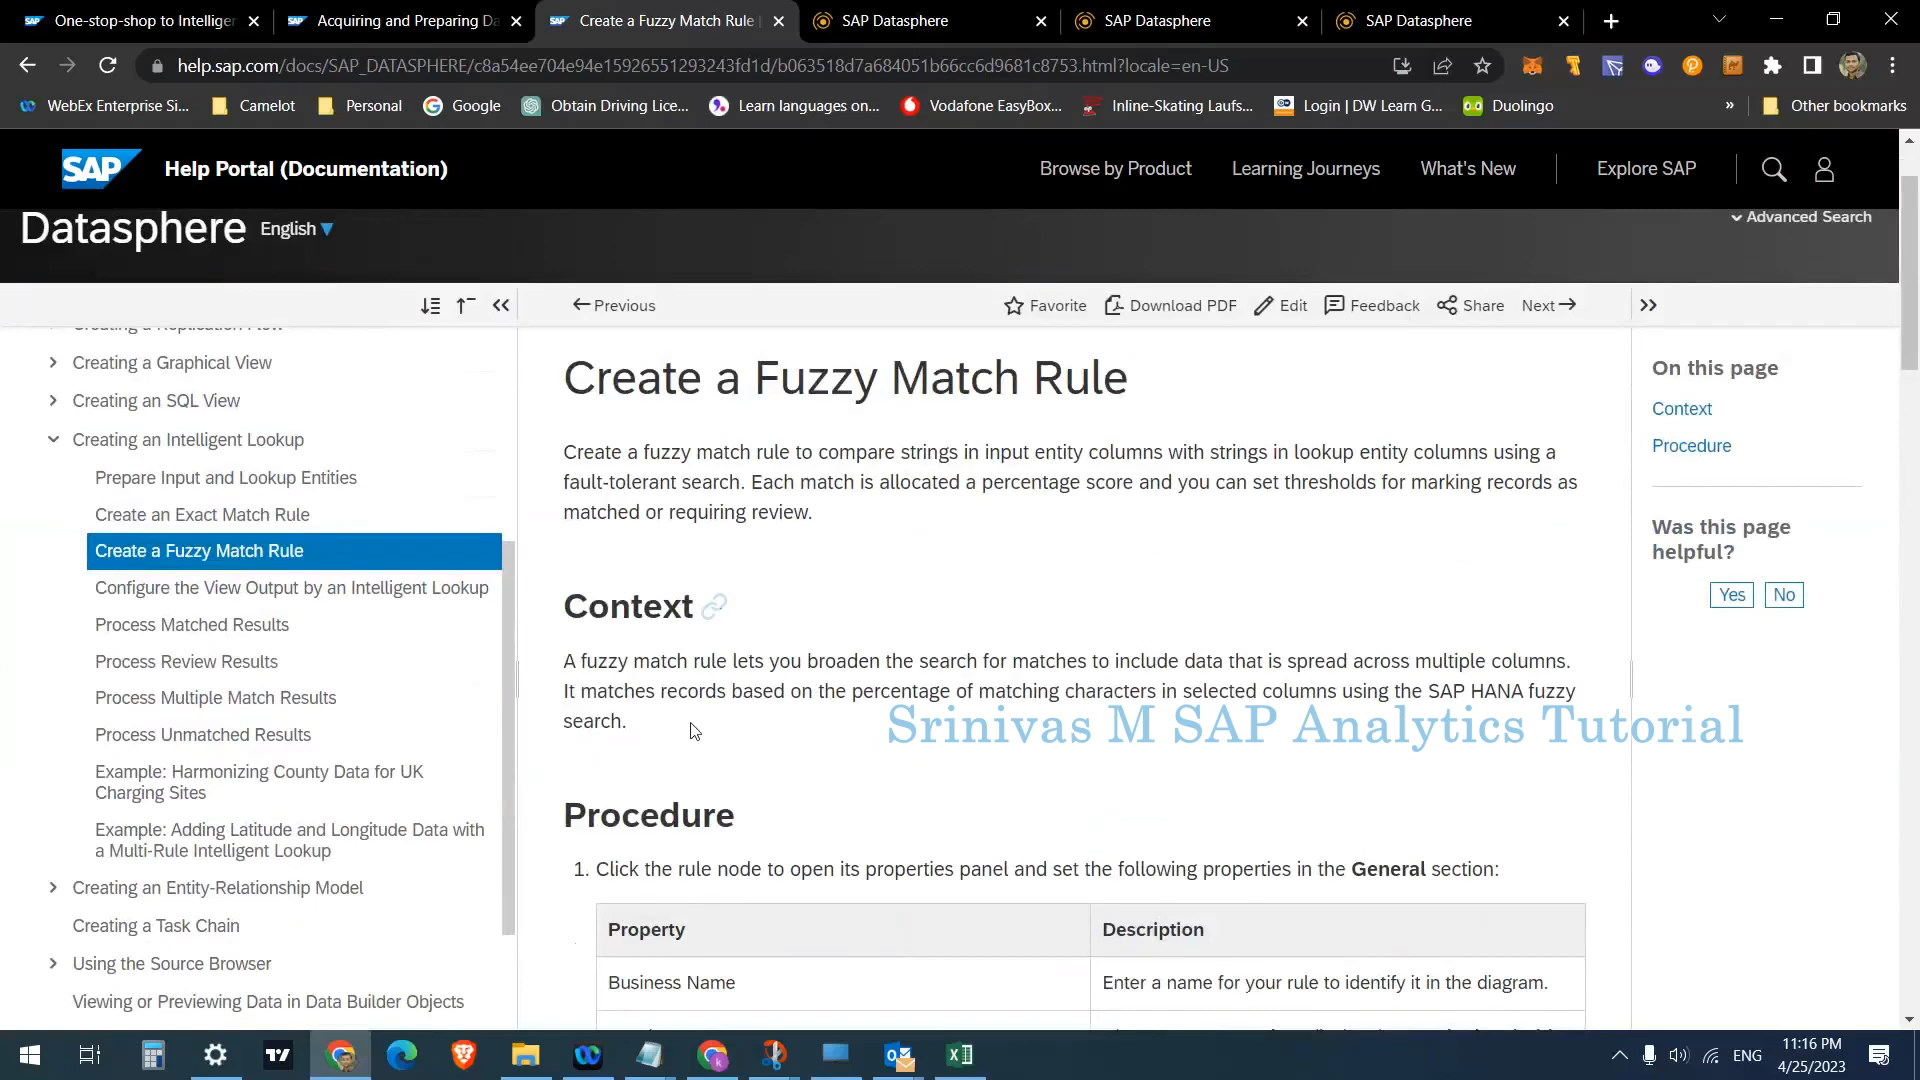 One-stop-shop to Intelliger
Acquiring and Preparing Da
Create a Fuzzy Match Rule |
SAP Datasphere
SAP Datasphere
SAP Datasphere
help.sap.com/docs/SAP_DATASPHERE/c8a54ee704e94e15926551293243fd1d/b063518d7a684051b66cc6d9681c8753.html?locale=en-US
WebEx Enterprise Si...
Camelot
Personal
Google
Obtain Driving Lice...
Learn languages on...
Vodafone EasyBox...
Inline-Skating Laufs...
Login | DW Learn G...
Duolingo
»
Other bookmarks
SAP
Help Portal (Documentation)
Browse by Product
Learning Journeys
What's New
Explore SAP
Datasphere
English
Advanced Search
Previous
Favorite
Download PDF
Edit
Feedback
Share
Next
Creating a Replication Flow
Creating a Graphical View
Creating an SQL View
Creating an Intelligent Lookup
Prepare Input and Lookup Entities
Create an Exact Match Rule
Create a Fuzzy Match Rule
Configure the View Output by an Intelligent Lookup
Process Matched Results
Process Review Results
Process Multiple Match Results
Process Unmatched Results
Example: Harmonizing County Data for UK
Charging Sites
Example: Adding Latitude and Longitude Data with
a Multi-Rule Intelligent Lookup
Creating an Entity-Relationship Model
Creating a Task Chain
Using the Source Browser
Viewing or Previewing Data in Data Builder Objects
Create a Fuzzy Match Rule
Create a fuzzy match rule to compare strings in input entity columns with strings in lookup entity columns using a
fault-tolerant search. Each match is allocated a percentage score and you can set thresholds for marking records as
matched or requiring review.
Context
A fuzzy match rule lets you broaden the search for matches to include data that is spread across multiple columns.
It matches records based on the percentage of matching characters in selected columns using the SAP HANA fuzzy
search.
Srinivas M SAP Analytics Tutorial
Procedure
1. Click the rule node to open its properties panel and set the following properties in the General section:
Property
Description
Business Name
Enter a name for your rule to identify it in the diagram.
On this page
Context
Procedure
Was this page
helpful?
Yes
No
ENG
11:16 PM
4/25/2023